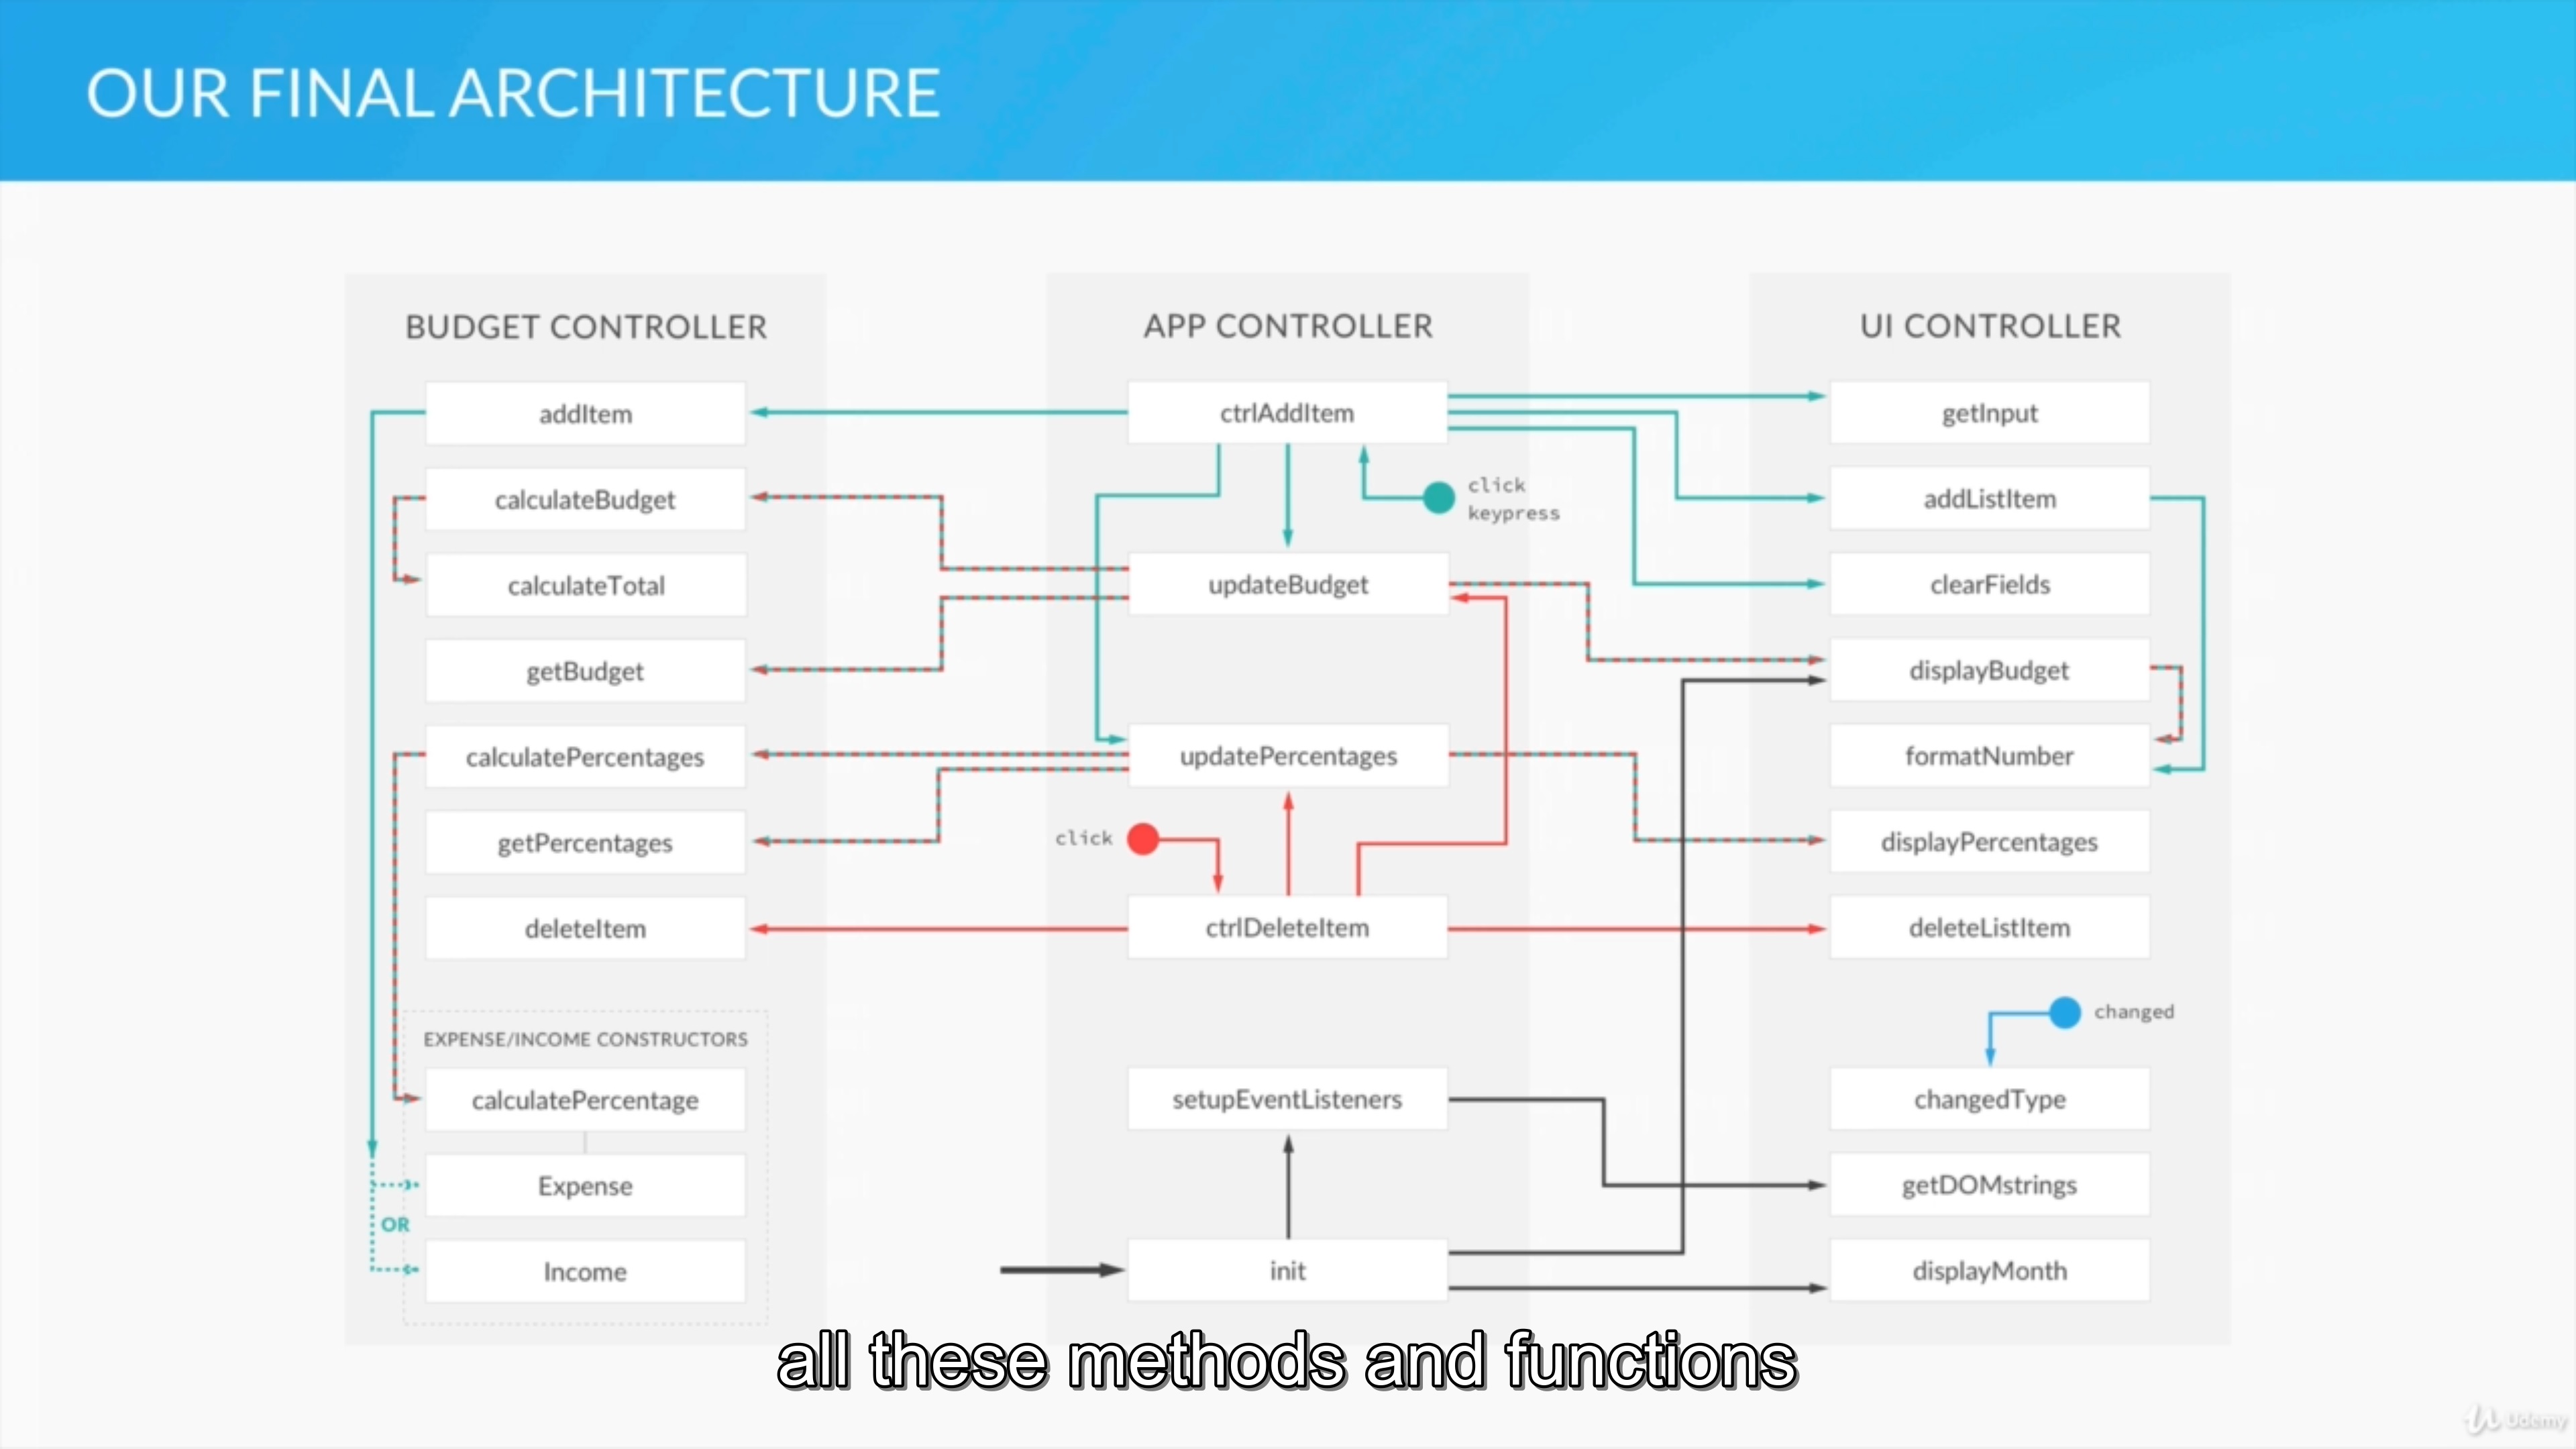 OUR FINAL ARCHITECTURE
BUDGET CONTROLLER
addItem
calculateBudget
calculateTotal
getBudget
calculatePercentages
getPercentages
deleteItem
EXPENSE/INCOME CONSTRUCTORS
calculatePercentage
Expense
OR
Income
APP CONTROLLER
ctrlAddItem
click
keypress
updateBudget
updatePercentages
click
ctrlDeleteItem
setupEventListeners
init
UI CONTROLLER
getInput
addListItem
clearFields
displayBudget
formatNumber
displayPercentages
deleteListItem
changed
changedType
getDOMstrings
displayMonth
all these methods and functions
Udemy